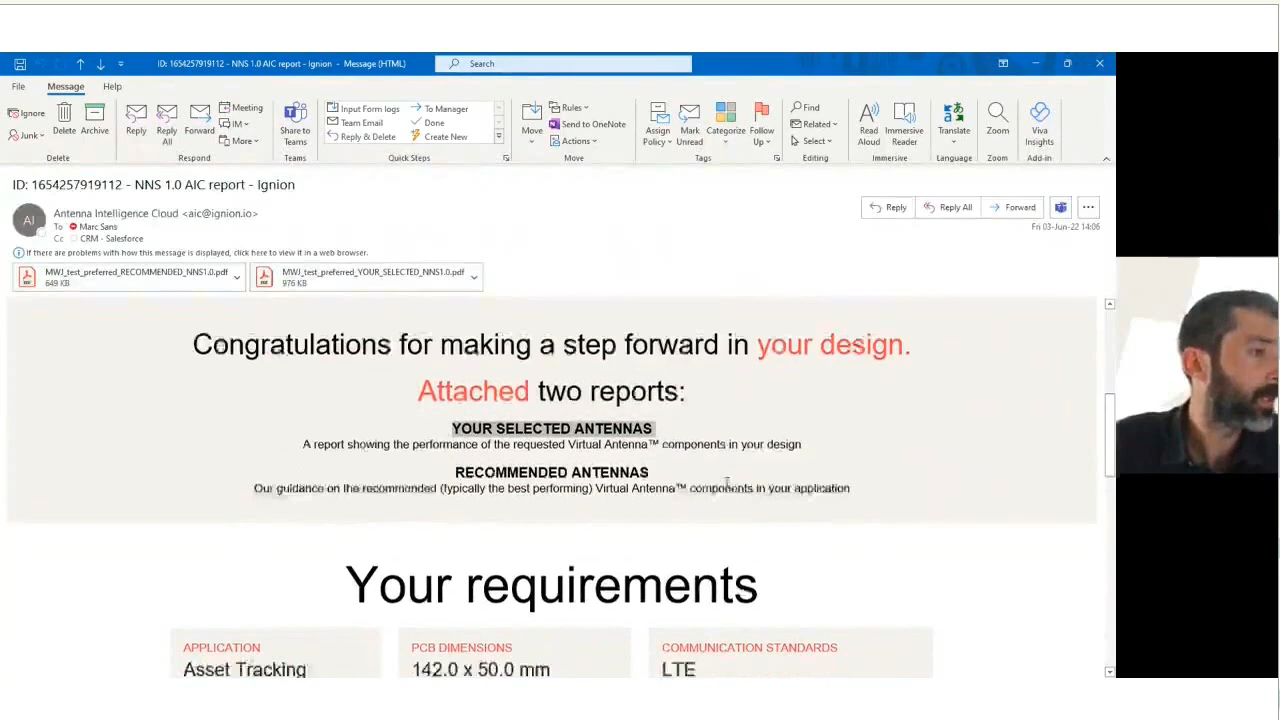 ID: 1654257919112 - NNS 1.0 AIC report - Ignion - Message (HTML)
Search
File Message Help
Ignore
Junk
Delete
Archive
Delete
Reply
Reply All
Forward
Meeting
IM
More
Respond
Share to Teams
Teams
Input Form logs
To Manager
Team Email
Done
Reply & Delete
Create New
Quick Steps
Move
Rules
Send to OneNote
Actions
Move
Assign Policy
Mark Unread
Categorize
Follow Up
Tags
Find
Related
Select
Editing
Read Aloud
Immersive Reader
Immersive
Translate
Language
Zoom
Zoom
Viva Insights
Add-in
ID: 1654257919112 - NNS 1.0 AIC report - Ignion
AI
Antenna Intelligence Cloud <aic@ignion.io>
To Marc Sans
Cc CRM - Salesforce
Reply
Reply All
Forward
Fri 03-Jun-22 14:06
If there are problems with how this message is displayed, click here to view it in a web browser.
MWJ_test_preferred_RECOMMENDED_NNS1.0.pdf
649 KB
MWJ_test_preferred_YOUR_SELECTED_NNS1.0.pdf
976 KB
Congratulations for making a step forward in your design.
Attached two reports:
YOUR SELECTED ANTENNAS
A report showing the performance of the requested Virtual Antenna™ components in your design
RECOMMENDED ANTENNAS
Our guidance on the recommended (typically the best performing) Virtual Antenna™ components in your application
Your requirements
APPLICATION
Asset Tracking
PCB DIMENSIONS
142.0 x 50.0 mm
COMMUNICATION STANDARDS
LTE